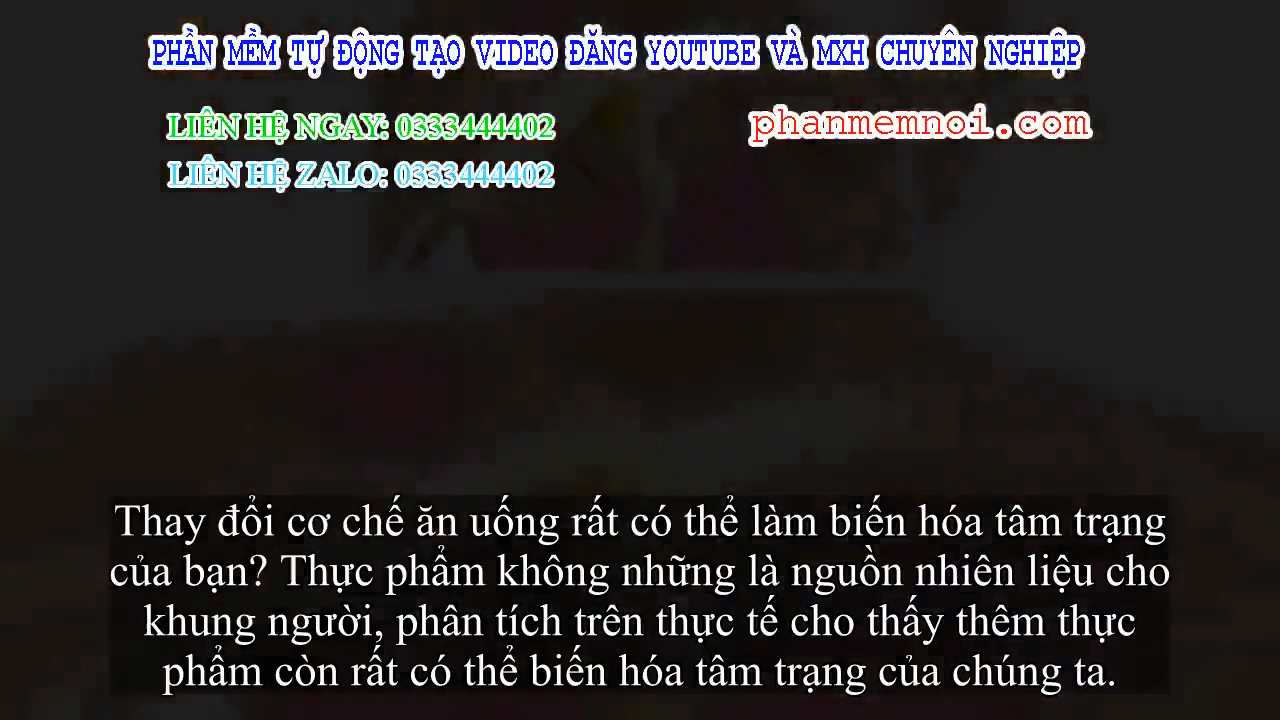 PHẦN MỀM TỰ ĐỘNG TẠO VIDEO ĐĂNG YOUTUBE VÀ MXH CHUYÊN NGHIỆP
LIÊN HỆ NGAY: 0333444402
phanmemnoi.com
LIÊN HỆ ZALO: 0333444402
Thay đổi cơ chế ăn uống rất có thể làm biến hóa tâm trạng
của bạn? Thực phẩm không những là nguồn nhiên liệu cho
khung người, phân tích trên thực tế cho thấy thêm thực
phẩm còn rất có thể biến hóa tâm trạng của chúng ta.